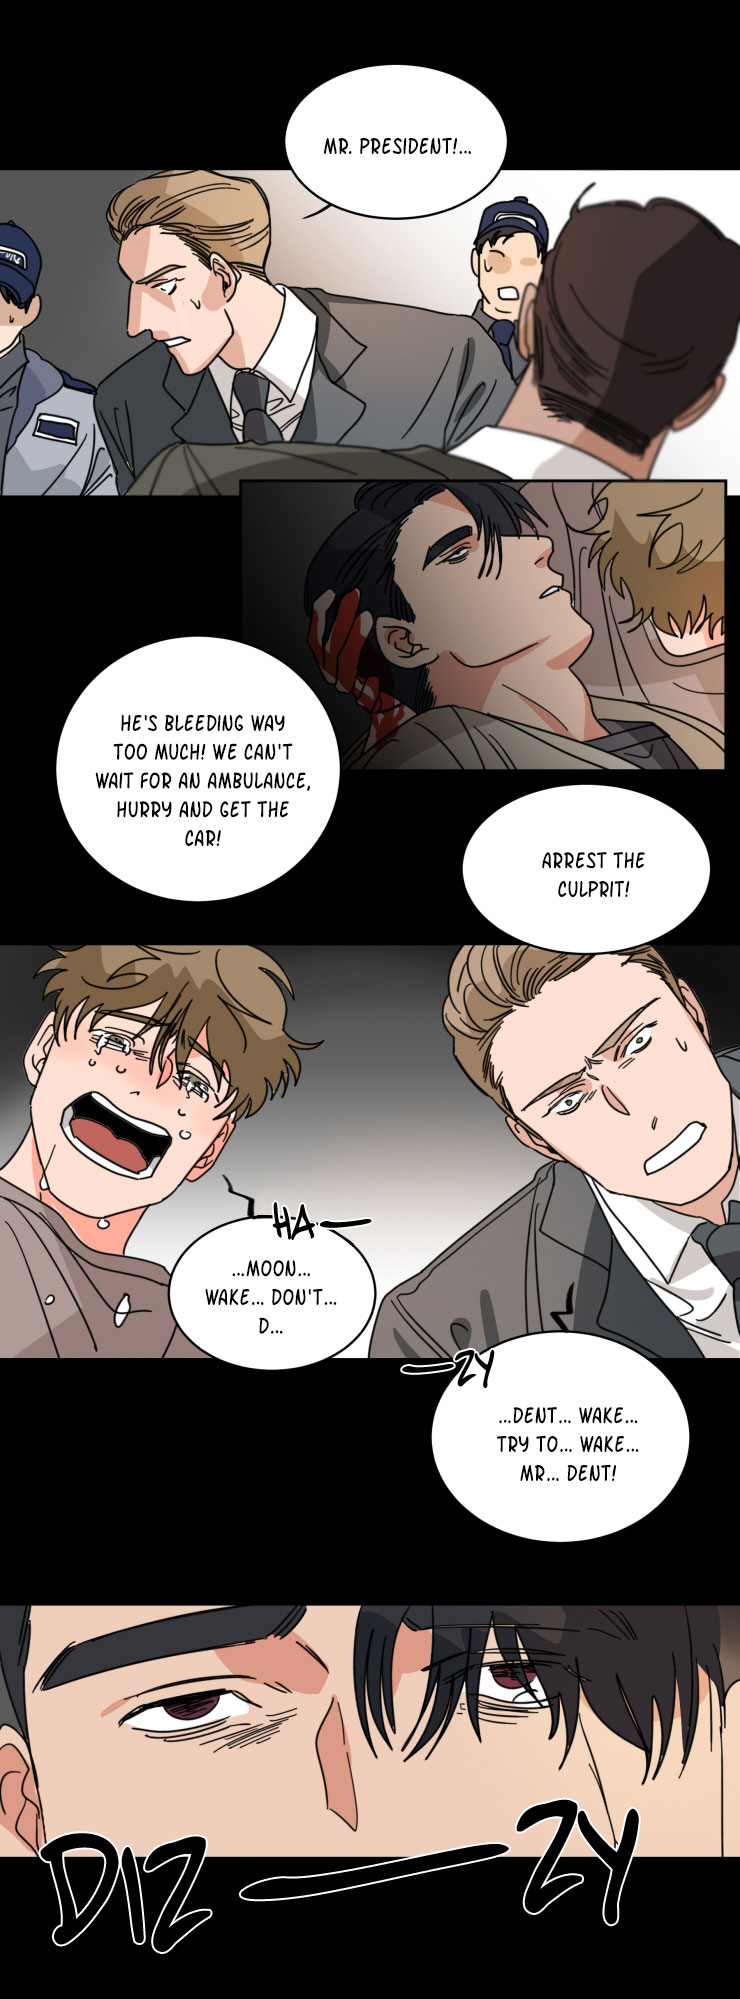 MR. PRESIDENT!...
HE'S BLEEDING WAY
TOO MUCH! WE CAN'T
WAIT FOR AN AMBULANCE,
HURRY AND GET THE
CAR!
ARREST THE
CULPRIT!
HA—
...MOON...
WAKE... DON'T...
D...
—ZY
...DENT... WAKE...
TRY TO... WAKE...
MR... DENT!
DIZ—ZY